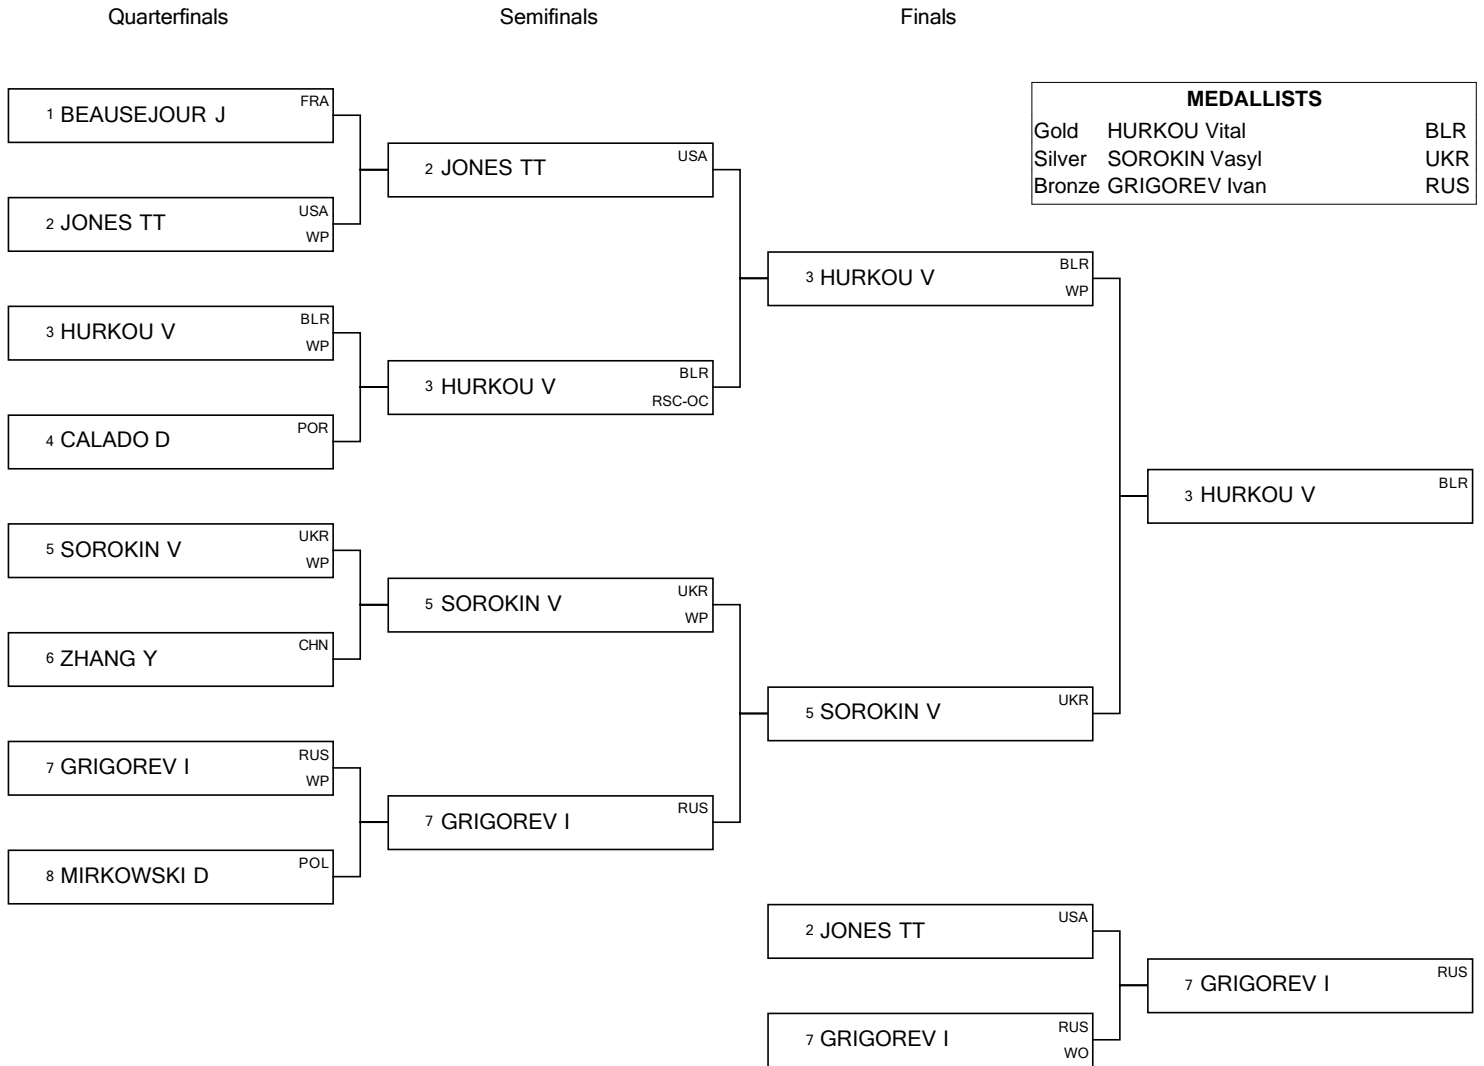 Quarterfinals Semifinals Finals
1 BEAUSEJOUR J FRA
2 JONES TT USA
WP
3 HURKOU V BLR
WP
4 CALADO D POR
5 SOROKIN V UKR
WP
6 ZHANG Y CHN
7 GRIGOREV I RUS
WP
8 MIRKOWSKI D POL
2 JONES TT USA
3 HURKOU V BLR
RSC-OC
5 SOROKIN V UKR
WP
7 GRIGOREV I RUS
3 HURKOU V BLR
WP
5 SOROKIN V UKR
2 JONES TT USA
7 GRIGOREV I RUS
WO
MEDALLISTS
Gold HURKOU Vital BLR
Silver SOROKIN Vasyl UKR
Bronze GRIGOREV Ivan RUS
3 HURKOU V BLR
7 GRIGOREV I RUS